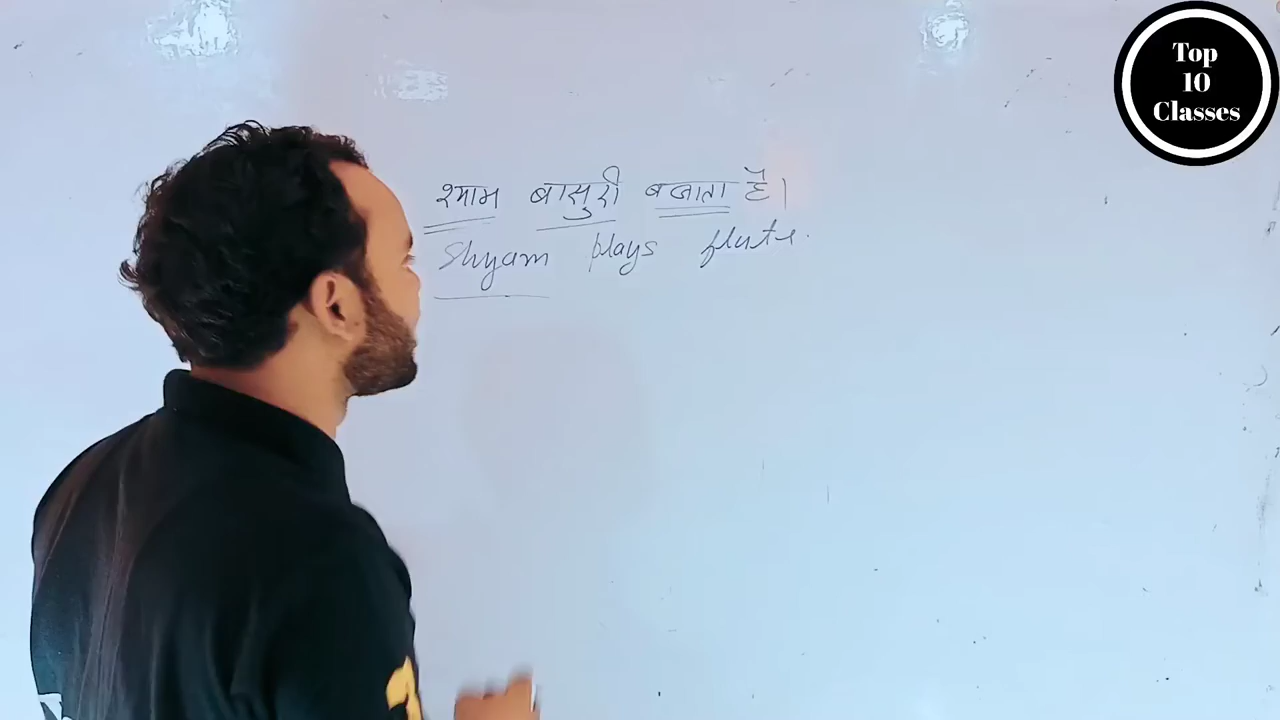 श्याम बासुरी बजाता है।
Shyam plays flute.
Top
10
Classes